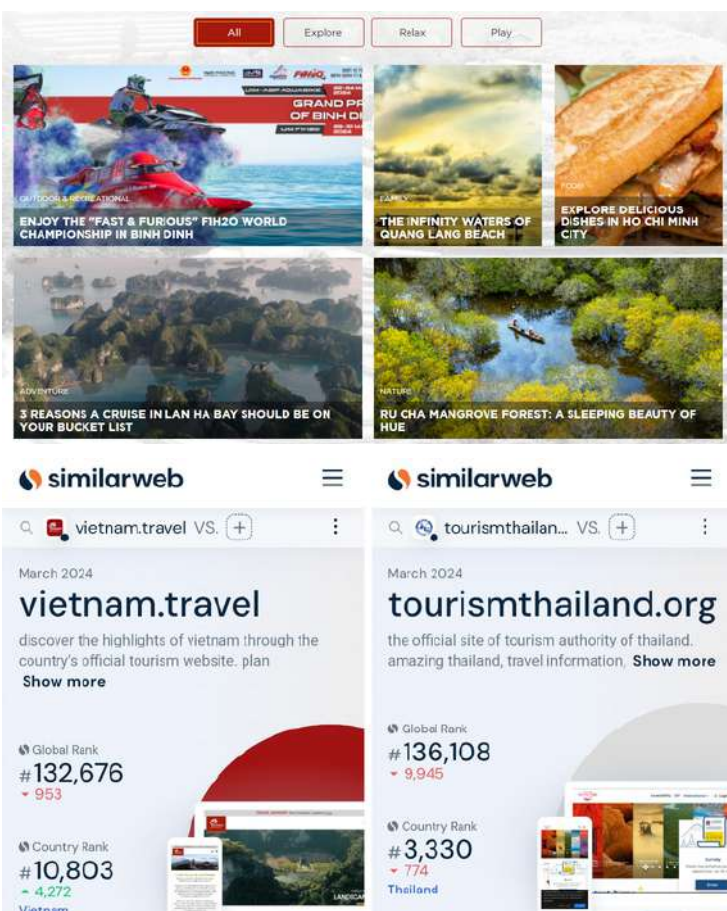 All
Explore
Relax
Play
GRAND PR
OF BINH DI
OUTDOOR & RECREATIONAL
ENJOY THE "FAST & FURIOUS" F1H2O WORLD
CHAMPIONSHIP IN BINH DINH
FAMILY
THE INFINITY WATERS OF
QUANG LANG BEACH
FOOD
EXPLORE DELICIOUS
DISHES IN HO CHI MINH
CITY
ADVENTURE
3 REASONS A CRUISE IN LAN HA BAY SHOULD BE ON
YOUR BUCKET LIST
NATURE
RU CHA MANGROVE FOREST: A SLEEPING BEAUTY OF
HUE
similarweb
vietnam.travel VS.
March 2024
vietnam.travel
discover the highlights of vietnam through the
country's official tourism website. plan
Show more
Global Rank
#132,676
953
Country Rank
#10,803
4,272
Vietnam
similarweb
tourismthailan... VS.
March 2024
tourismthailand.org
the official site of tourism authority of thailand.
amazing thailand, travel information, Show more
Global Rank
#136,108
9,945
Country Rank
#3,330
774
Thailand